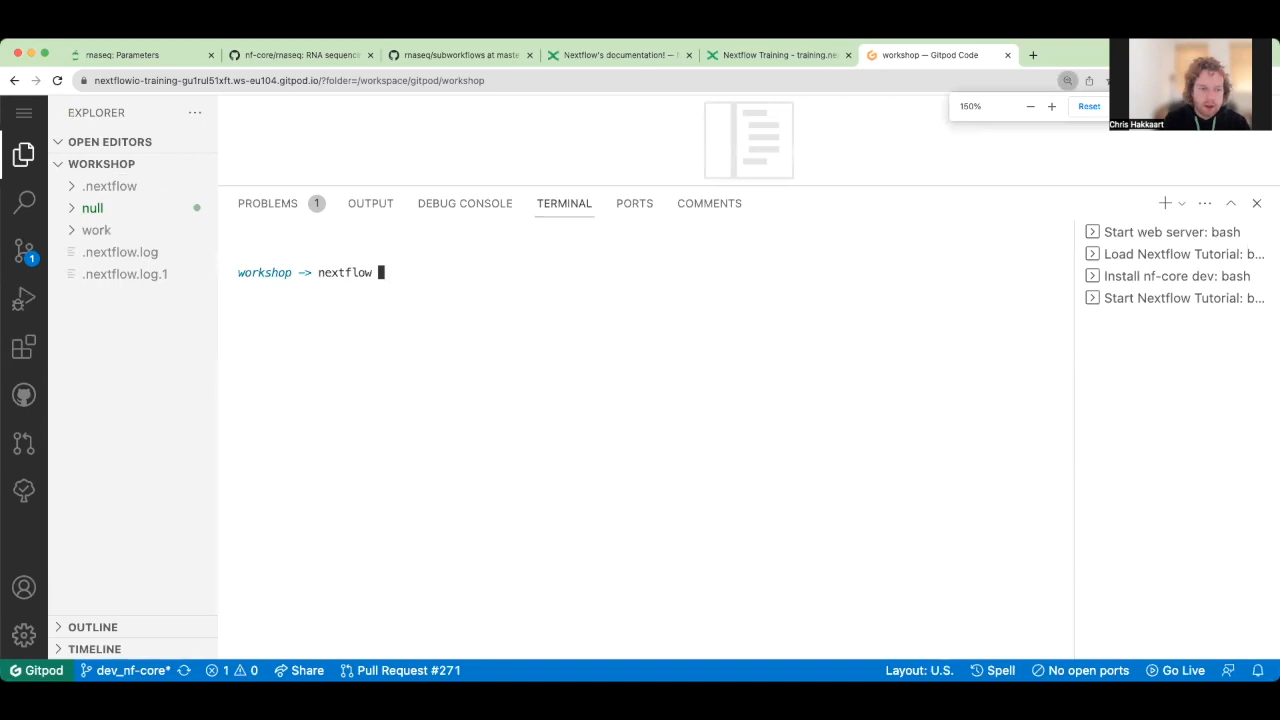 rnaseq: Parameters
nf-core/rnaseq: RNA sequencin
rnaseq/subworkflows at maste
Nextflow's documentation! —
Nextflow Training - training.ne
workshop — Gitpod Code
nextflowio-training-gu1rul51xft.ws-eu104.gitpod.io/?folder=/workspace/gitpod/workshop
150%
Reset
Chris Hakkaart
EXPLORER
OPEN EDITORS
WORKSHOP
.nextflow
null
work
.nextflow.log
.nextflow.log.1
OUTLINE
TIMELINE
PROBLEMS 1 OUTPUT DEBUG CONSOLE TERMINAL PORTS COMMENTS
workshop -> nextflow
Start web server: bash
Load Nextflow Tutorial: b...
Install nf-core dev: bash
Start Nextflow Tutorial: b...
1
Gitpod dev_nf-core* 1 0 Share Pull Request #271 Layout: U.S. Spell No open ports Go Live